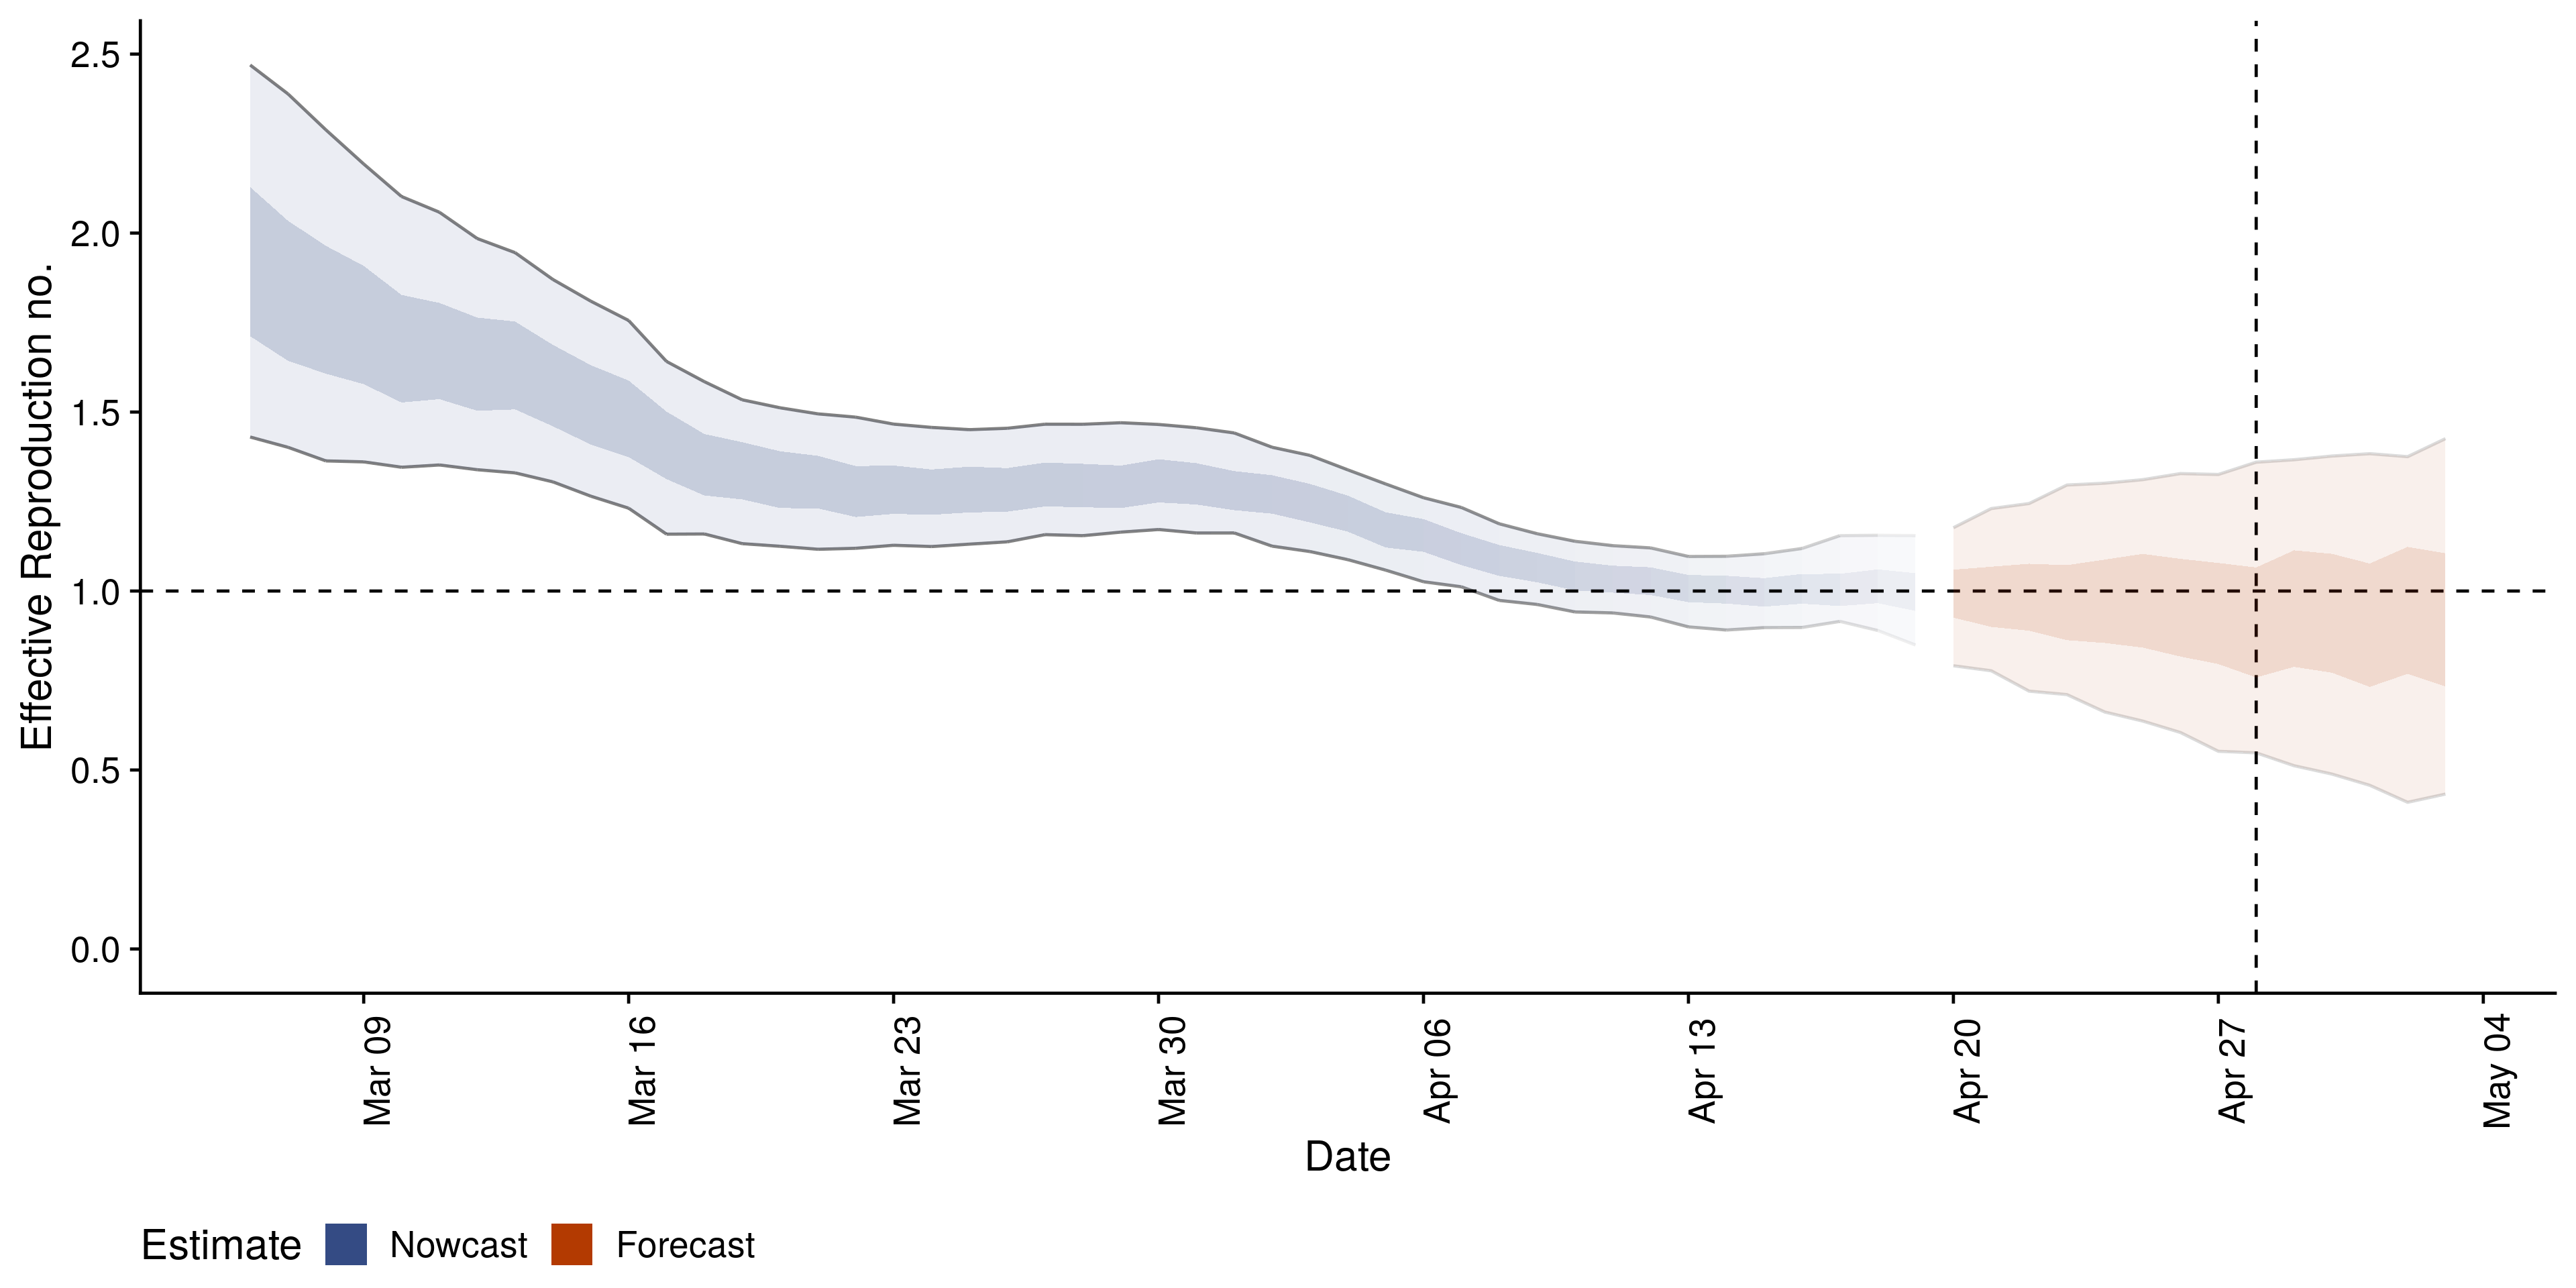 Effective Reproduction no.
2.5
2.0
1.5
1.0
0.5
0.0
Mar 09
Mar 16
Mar 23
Mar 30
Apr 06
Apr 13
Apr 20
Apr 27
May 04
Date
Estimate Nowcast Forecast